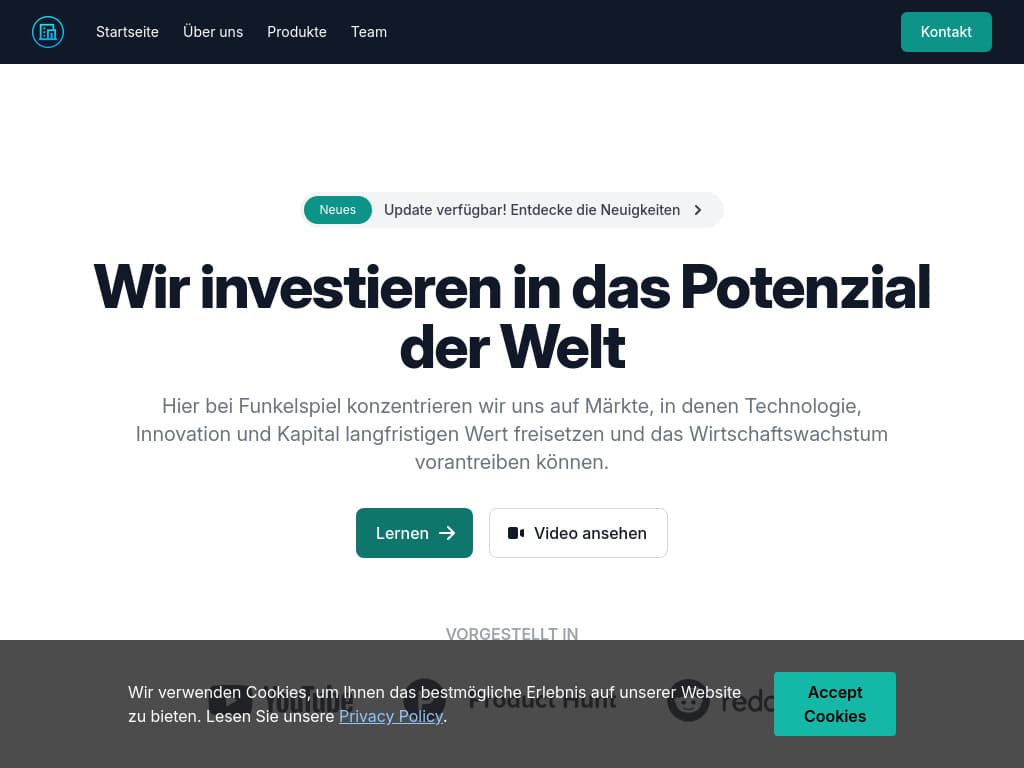 Startseite
Über uns
Produkte
Team
Kontakt
Neues
Update verfügbar! Entdecke die Neuigkeiten
Wir investieren in das Potenzial
der Welt
Hier bei Funkelspiel konzentrieren wir uns auf Märkte, in denen Technologie,
Innovation und Kapital langfristigen Wert freisetzen und das Wirtschaftswachstum
vorantreiben können.
Lernen
Video ansehen
VORGESTELLT IN
YouTube
Product Hunt
Wir verwenden Cookies, um Ihnen das bestmögliche Erlebnis auf unserer Website
zu bieten. Lesen Sie unsere Privacy Policy.
Accept
Cookies